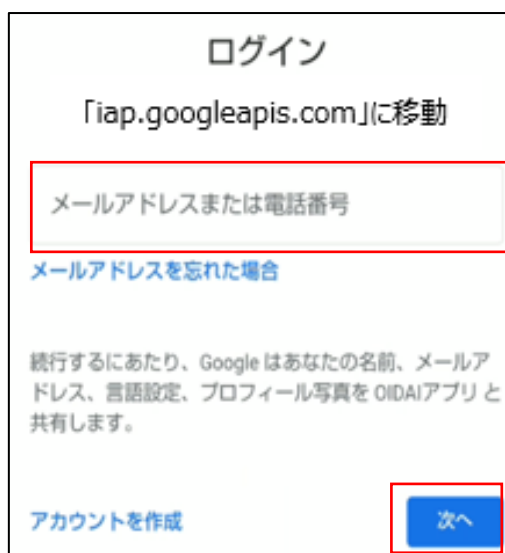 ログイン
「iap.googleapis.com」に移動
メールアドレスまたは電話番号
メールアドレスを忘れた場合
続行するにあたり、Google はあなたの名前、メールア
ドレス、言語設定、プロフィール写真を OIDAIアプリ と
共有します。
アカウントを作成
次へ